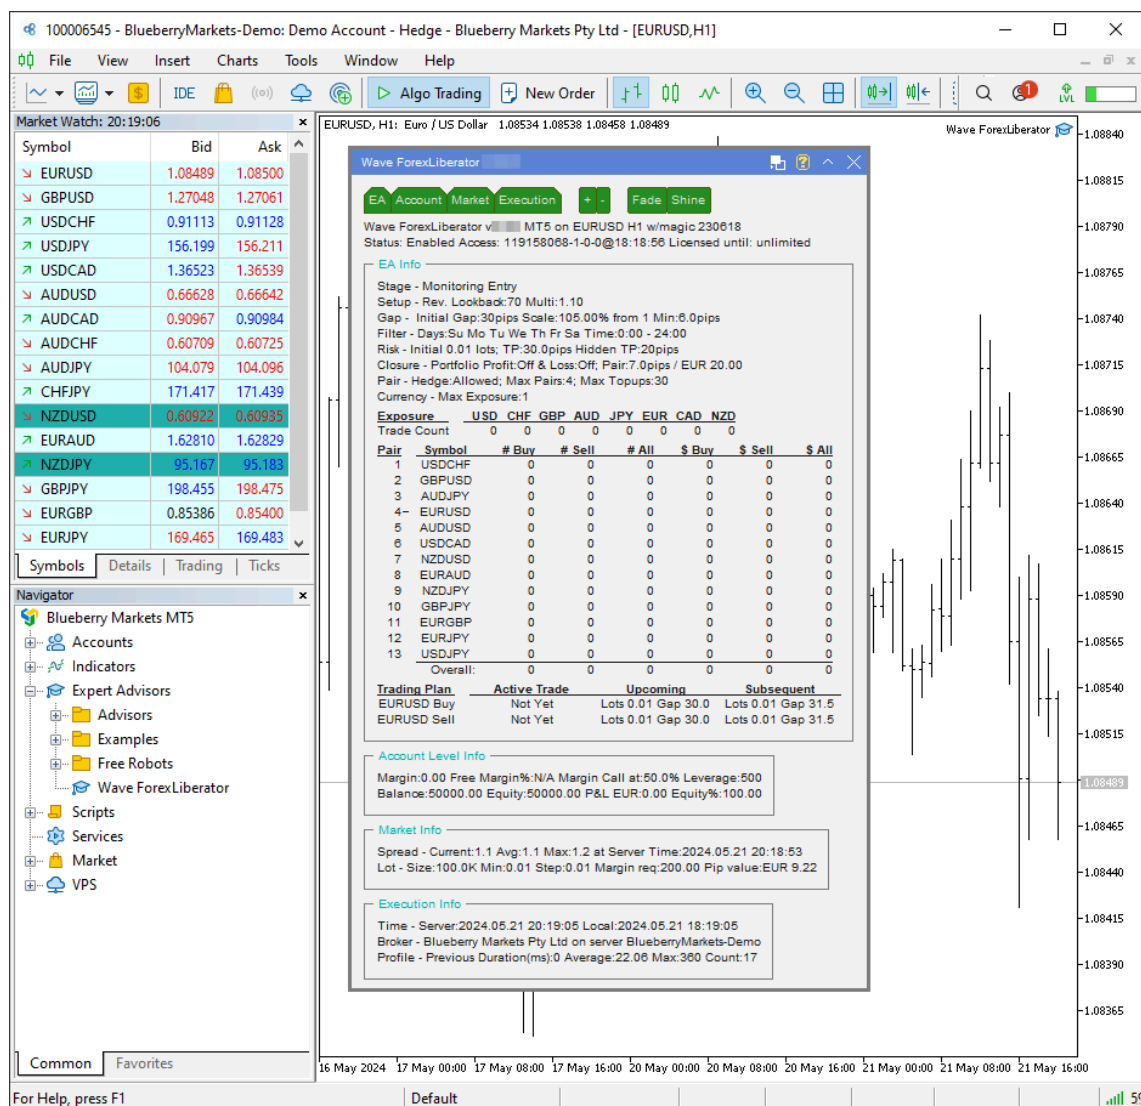 100006545 - BlueberryMarkets-Demo: Demo Account - Hedge - Blueberry Markets Pty Ltd - [EURUSD,H1]
File View Insert Charts Tools Window Help
$ IDE Algo Trading New Order 1 LVL
Market Watch: 20:19:06
Symbol Bid Ask
EURUSD 1.08489 1.08500
GBPUSD 1.27048 1.27061
USDCHF 0.91113 0.91128
USDJPY 156.199 156.211
USDCAD 1.36523 1.36539
AUDUSD 0.66628 0.66642
AUDCAD 0.90967 0.90984
AUDCHF 0.60709 0.60725
AUDJPY 104.079 104.096
CHFJPY 171.417 171.439
NZDUSD 0.60922 0.60935
EURAUD 1.62810 1.62829
NZDJPY 95.167 95.183
GBPJPY 198.455 198.475
EURGBP 0.85386 0.85400
EURJPY 169.465 169.483
Symbols Details Trading Ticks
Navigator
Blueberry Markets MT5
Accounts
Indicators
Expert Advisors
Advisors
Examples
Free Robots
Wave ForexLiberator
Scripts
Services
Market
VPS
Common Favorites
EURUSD, H1: Euro / US Dollar 1.08534 1.08538 1.08458 1.08489
Wave ForexLiberator
Wave ForexLiberator
EA Account Market Execution + - Fade Shine
Wave ForexLiberator v MT5 on EURUSD H1 w/magic 230618
Status: Enabled Access: 119158068-1-0-0@18:18:56 Licensed until: unlimited
EA Info
Stage - Monitoring Entry
Setup - Rev. Lookback:70 Multi:1.10
Gap - Initial Gap:30pips Scale:105.00% from 1 Min:6.0pips
Filter - Days:Su Mo Tu We Th Fr Sa Time:0:00 - 24:00
Risk - Initial 0.01 lots; TP:30.0pips Hidden TP:20pips
Closure - Portfolio Profit:Off & Loss:Off; Pair:7.0pips / EUR 20.00
Pair - Hedge:Allowed; Max Pairs:4; Max Topups:30
Currency - Max Exposure:1
Exposure USD CHF GBP AUD JPY EUR CAD NZD
Trade Count 0 0 0 0 0 0 0 0
Pair Symbol # Buy # Sell # All $ Buy $ Sell $ All
1 USDCHF 0 0 0 0 0 0
2 GBPUSD 0 0 0 0 0 0
3 AUDJPY 0 0 0 0 0 0
4– EURUSD 0 0 0 0 0 0
5 AUDUSD 0 0 0 0 0 0
6 USDCAD 0 0 0 0 0 0
7 NZDUSD 0 0 0 0 0 0
8 EURAUD 0 0 0 0 0 0
9 NZDJPY 0 0 0 0 0 0
10 GBPJPY 0 0 0 0 0 0
11 EURGBP 0 0 0 0 0 0
12 EURJPY 0 0 0 0 0 0
13 USDJPY 0 0 0 0 0 0
Overall: 0 0 0 0 0 0
Trading Plan Active Trade Upcoming Subsequent
EURUSD Buy Not Yet Lots 0.01 Gap 30.0 Lots 0.01 Gap 31.5
EURUSD Sell Not Yet Lots 0.01 Gap 30.0 Lots 0.01 Gap 31.5
Account Level Info
Margin:0.00 Free Margin%:N/A Margin Call at:50.0% Leverage:500
Balance:50000.00 Equity:50000.00 P&L EUR:0.00 Equity%:100.00
Market Info
Spread - Current:1.1 Avg:1.1 Max:1.2 at Server Time:2024.05.21 20:18:53
Lot - Size:100.0K Min:0.01 Step:0.01 Margin req:200.00 Pip value:EUR 9.22
Execution Info
Time - Server:2024.05.21 20:19:05 Local:2024.05.21 18:19:05
Broker - Blueberry Markets Pty Ltd on server BlueberryMarkets-Demo
Profile - Previous Duration(ms):0 Average:22.06 Max:360 Count:17
1.08840
1.08815
1.08790
1.08765
1.08740
1.08715
1.08690
1.08665
1.08640
1.08615
1.08590
1.08565
1.08540
1.08515
1.08489
1.08465
1.08440
1.08415
1.08390
1.08365
16 May 2024 17 May 00:00 17 May 08:00 17 May 16:00 20 May 00:00 20 May 08:00 20 May 16:00 21 May 00:00 21 May 08:00 21 May 16:00
For Help, press F1 Default